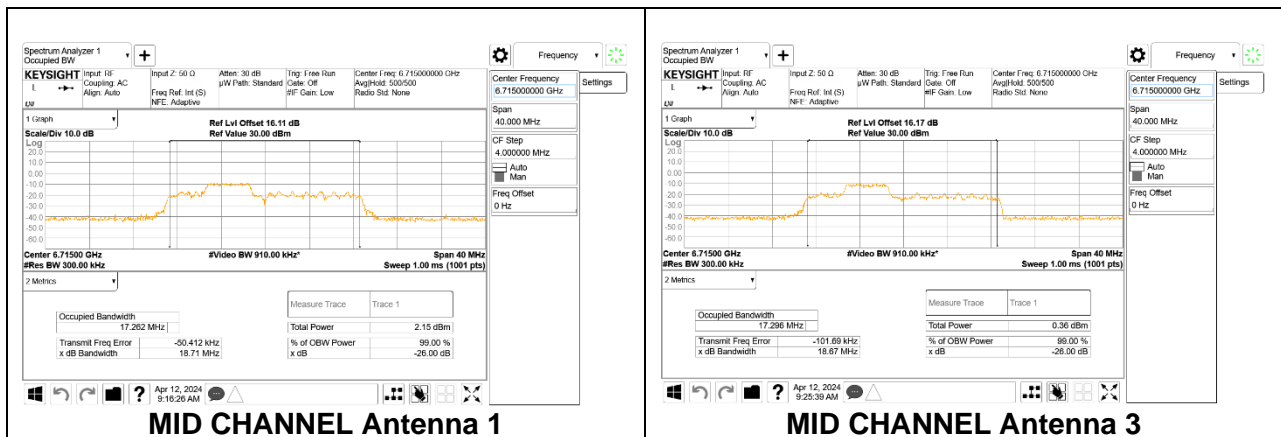 Spectrum Analyzer 1
Occupied BW
KEYSIGHT
Input: RF
Coupling: AC
Align: Auto
Input Z: 50 Ω
Freq Ref: Int (S)
NFE: Adaptive
Atten: 30 dB
µW Path: Standard
Trig: Free Run
Gate: Off
#IF Gain: Low
Center Freq: 6.715000000 GHz
Avg|Hold: 500/500
Radio Std: None
Frequency
Settings
Center Frequency
6.715000000 GHz
Span
40.000 MHz
CF Step
4.000000 MHz
Auto
Man
Freq Offset
0 Hz
1 Graph
Scale/Div 10.0 dB
Ref Lvl Offset 16.11 dB
Ref Value 30.00 dBm
Log
20.0
10.0
0.00
-10.0
-20.0
-30.0
-40.0
-50.0
-60.0
Center 6.71500 GHz
#Res BW 300.00 kHz
#Video BW 910.00 kHz*
Span 40 MHz
Sweep 1.00 ms (1001 pts)
2 Metrics
Measure Trace Trace 1
Occupied Bandwidth
17.262 MHz
Total Power 2.15 dBm
Transmit Freq Error -50.412 kHz
% of OBW Power 99.00 %
x dB Bandwidth 18.71 MHz
x dB -26.00 dB
Apr 12, 2024
9:16:26 AM
MID CHANNEL Antenna 1
Spectrum Analyzer 1
Occupied BW
KEYSIGHT
Input: RF
Coupling: AC
Align: Auto
Input Z: 50 Ω
Freq Ref: Int (S)
NFE: Adaptive
Atten: 30 dB
µW Path: Standard
Trig: Free Run
Gate: Off
#IF Gain: Low
Center Freq: 6.715000000 GHz
Avg|Hold: 500/500
Radio Std: None
Frequency
Settings
Center Frequency
6.715000000 GHz
Span
40.000 MHz
CF Step
4.000000 MHz
Auto
Man
Freq Offset
0 Hz
1 Graph
Scale/Div 10.0 dB
Ref Lvl Offset 16.17 dB
Ref Value 30.00 dBm
Log
20.0
10.0
0.00
-10.0
-20.0
-30.0
-40.0
-50.0
-60.0
Center 6.71500 GHz
#Res BW 300.00 kHz
#Video BW 910.00 kHz*
Span 40 MHz
Sweep 1.00 ms (1001 pts)
2 Metrics
Measure Trace Trace 1
Occupied Bandwidth
17.296 MHz
Total Power 0.36 dBm
Transmit Freq Error -101.69 kHz
% of OBW Power 99.00 %
x dB Bandwidth 18.67 MHz
x dB -26.00 dB
Apr 12, 2024
9:25:39 AM
MID CHANNEL Antenna 3